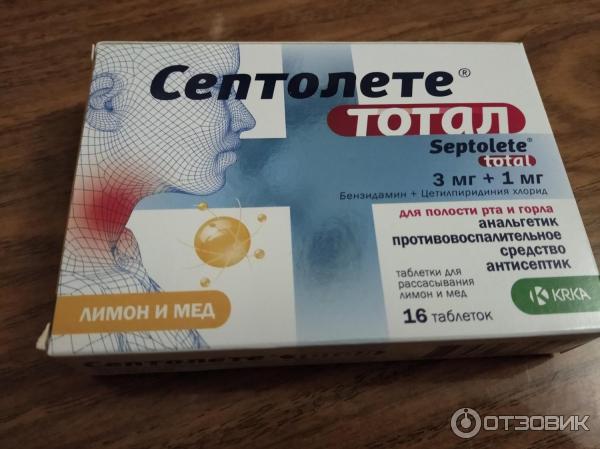 Септолете®
тотал
Septolete®
total
3 мг + 1 мг
Бензидамин + Цетилпиридиния хлорид
для полости рта и горла
анальгетик
противовоспалительное
средство
антисептик
таблетки для
рассасывания
лимон и мед
16 таблеток
KRKA
ЛИМОН И МЕД
Септолете
ОТЗОВИК